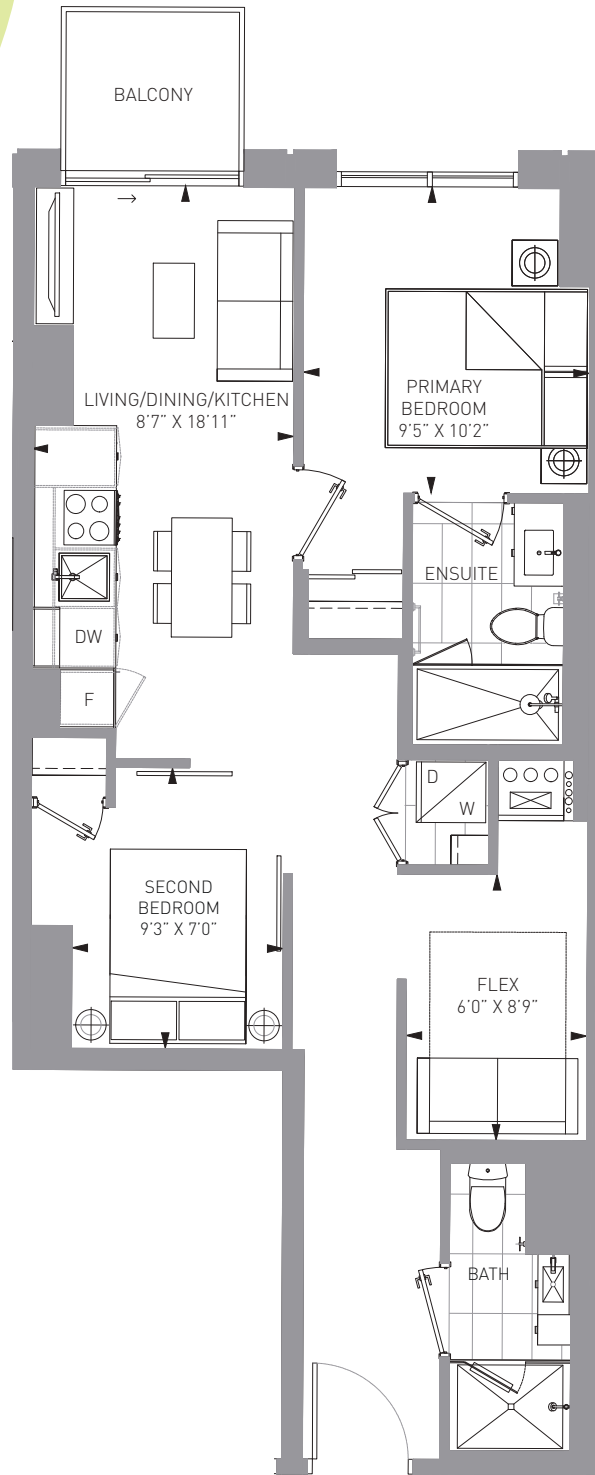 BALCONY
LIVING/DINING/KITCHEN
8'7" X 18'11"
PRIMARY
BEDROOM
9'5" X 10'2"
ENSUITE
DW
F
D
W
SECOND
BEDROOM
9'3" X 7'0"
FLEX
6'0" X 8'9"
BATH